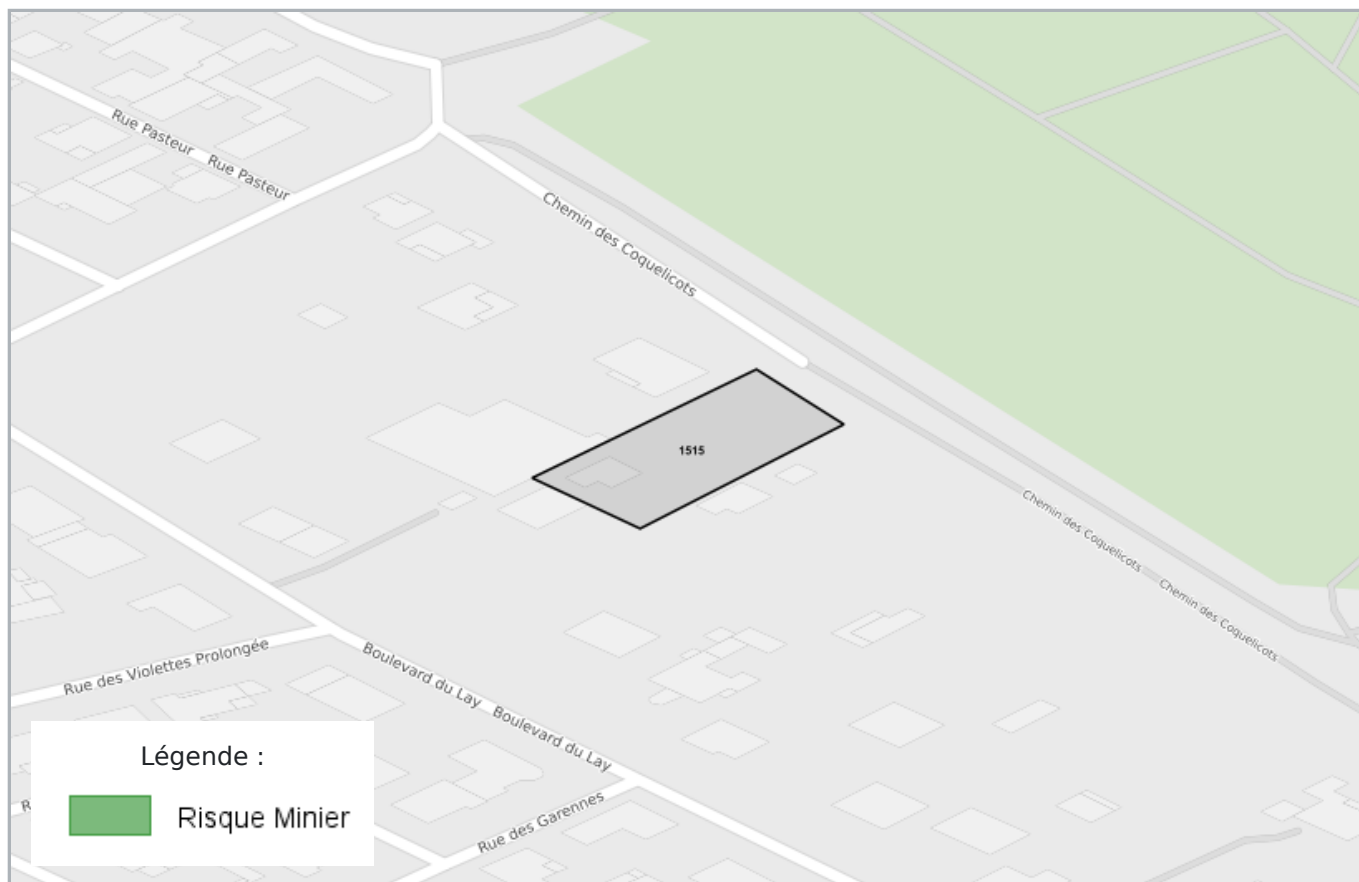 Rue Pasteur
Rue Pasteur
Chemin des Coquelicots
1515
Chemin des Coquelicots
Chemin des Coquelicots
Rue des Violettes Prolongée
Boulevard du Lay
Boulevard du Lay
Rue des Garennes
R
Légende :
Risque Minier